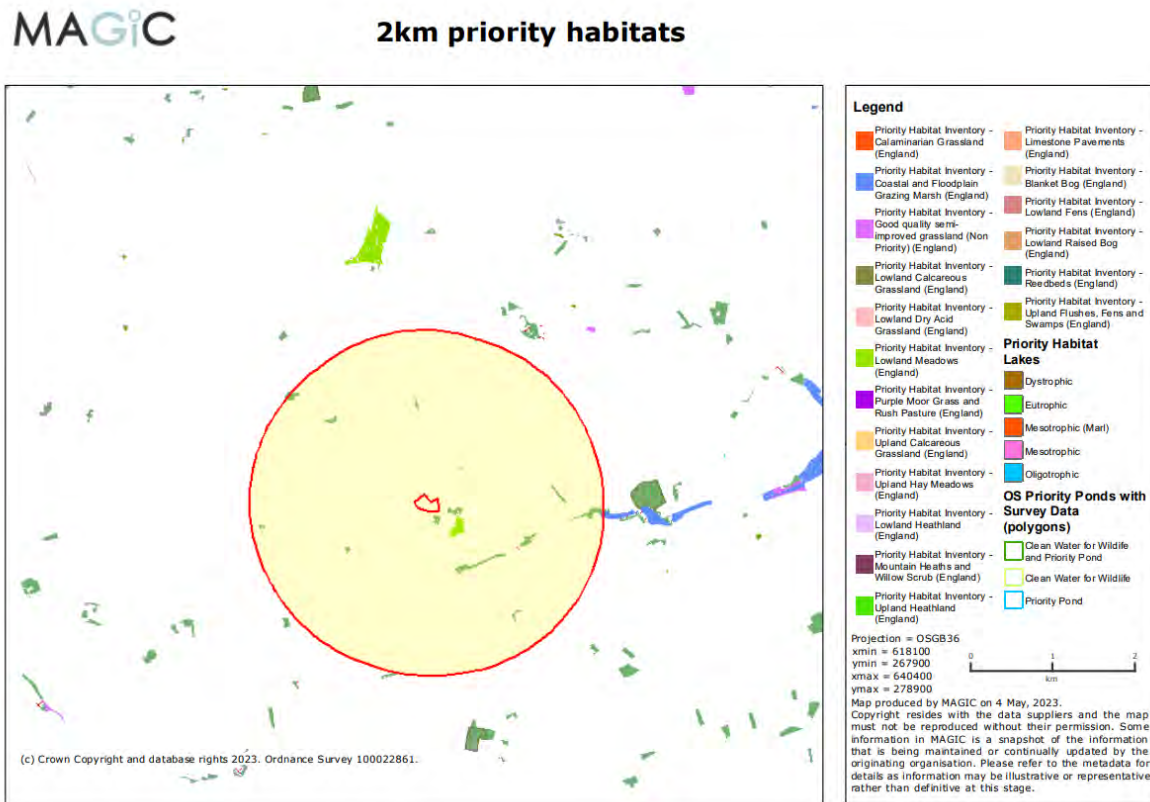 MAGiC
2km priority habitats
Legend
Priority Habitat Inventory -
Calaminarian Grassland
(England)
Priority Habitat Inventory -
Coastal and Floodplain
Grazing Marsh (England)
Priority Habitat Inventory -
Good quality semi-
improved grassland (Non
Priority) (England)
Priority Habitat Inventory -
Lowland Calcareous
Grassland (England)
Priority Habitat Inventory -
Lowland Dry Acid
Grassland (England)
Priority Habitat Inventory -
Lowland Meadows
(England)
Priority Habitat Inventory -
Purple Moor Grass and
Rush Pasture (England)
Priority Habitat Inventory -
Upland Calcareous
Grassland (England)
Priority Habitat Inventory -
Upland Hay Meadows
(England)
Priority Habitat Inventory -
Lowland Heathland
(England)
Priority Habitat Inventory -
Mountain Heaths and
Willow Scrub (England)
Priority Habitat Inventory -
Upland Heathland
(England)
Priority Habitat Inventory -
Limestone Pavements
(England)
Priority Habitat Inventory -
Blanket Bog (England)
Priority Habitat Inventory -
Lowland Fens (England)
Priority Habitat Inventory -
Lowland Raised Bog
(England)
Priority Habitat Inventory -
Reedbeds (England)
Priority Habitat Inventory -
Upland Flushes, Fens and
Swamps (England)
Priority Habitat
Lakes
Dystrophic
Eutrophic
Mesotrophic (Marl)
Mesotrophic
Oligotrophic
OS Priority Ponds with
Survey Data
(polygons)
Clean Water for Wildlife
and Priority Pond
Clean Water for Wildlife
Priority Pond
Projection = OSGB36
xmin = 618100
ymin = 267900
xmax = 640400
ymax = 278900
0 1 2
km
Map produced by MAGIC on 4 May, 2023.
Copyright resides with the data suppliers and the map
must not be reproduced without their permission. Some
information in MAGIC is a snapshot of the information
that is being maintained or continually updated by the
originating organisation. Please refer to the metadata for
details as information may be illustrative or representative
rather than definitive at this stage.
(c) Crown Copyright and database rights 2023. Ordnance Survey 100022861.